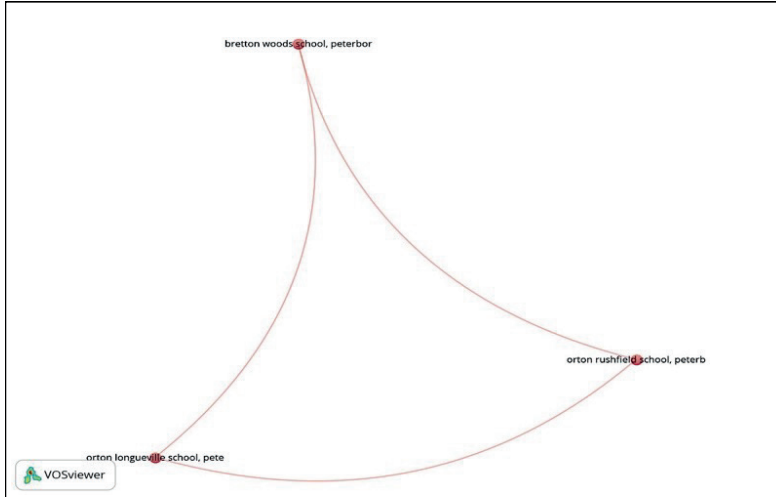 bretton woods school, peterbor
orton rushfield school, peterb
orton longueville school, pete
VOSviewer